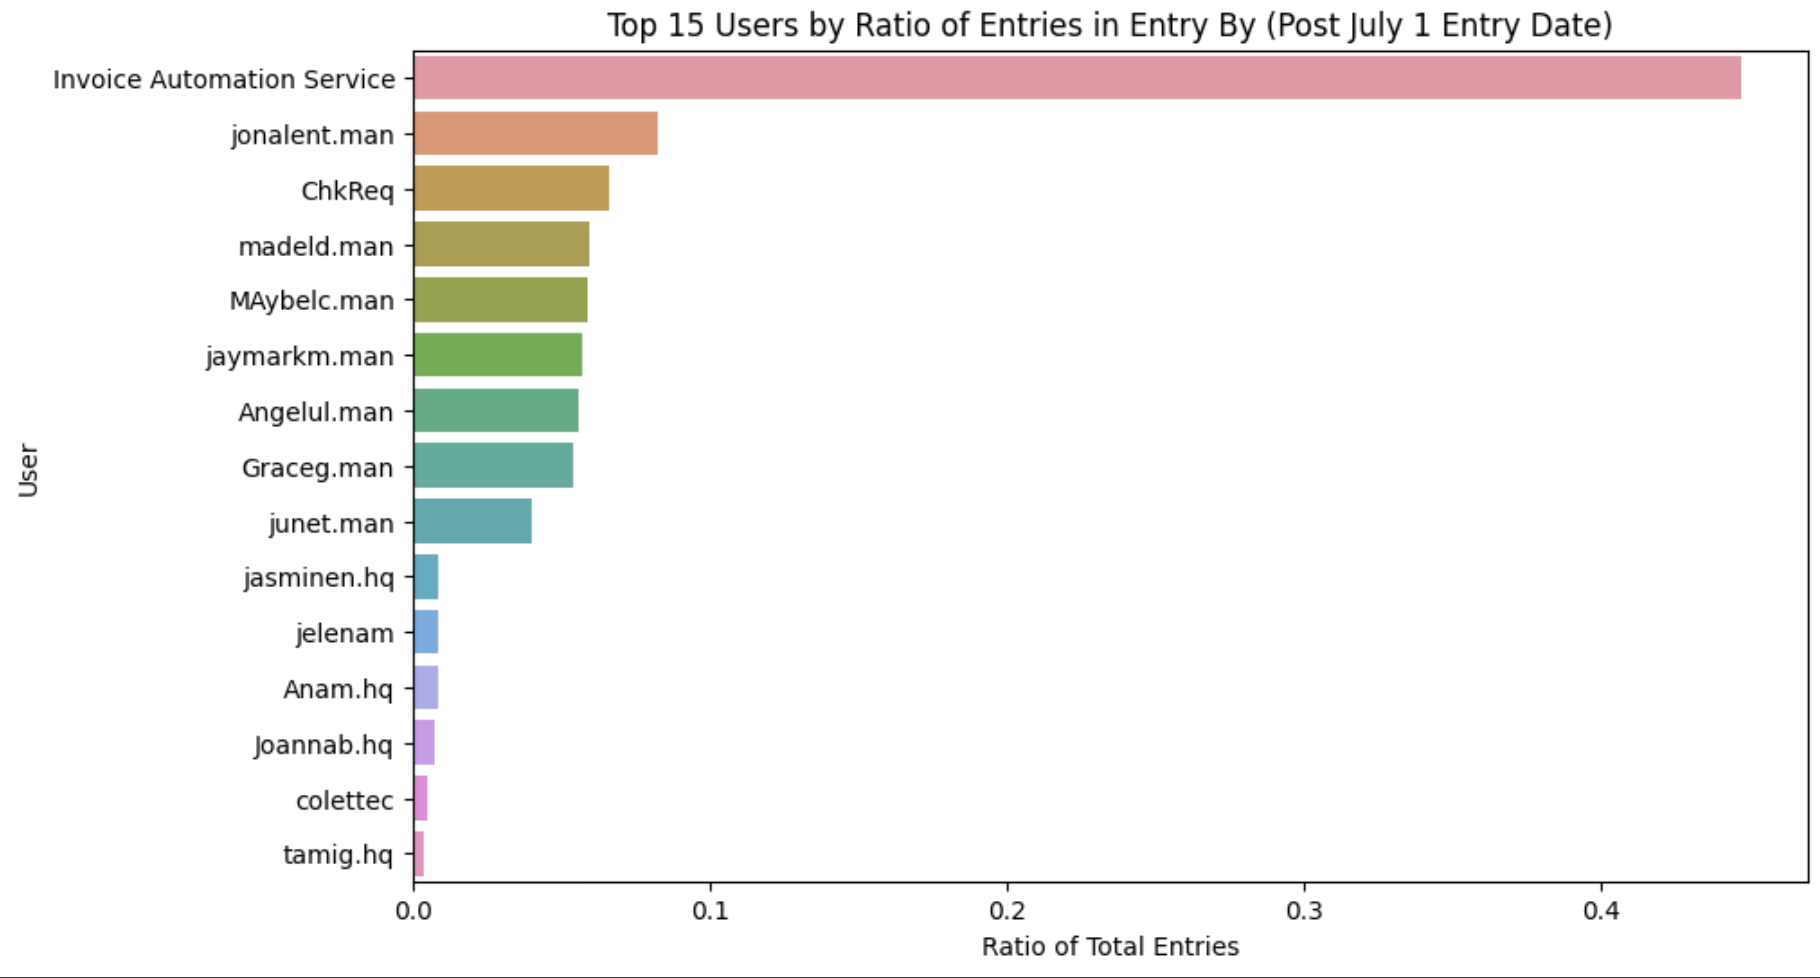 Top 15 Users by Ratio of Entries in Entry By (Post July 1 Entry Date)
Invoice Automation Service
jonalent.man
ChkReq
madeld.man
MAybelc.man
jaymarkm.man
Angelul.man
Graceg.man
junet.man
jasminen.hq
jelenam
Anam.hq
Joannab.hq
colettec
tamig.hq
User
0.0 0.1 0.2 0.3 0.4
Ratio of Total Entries